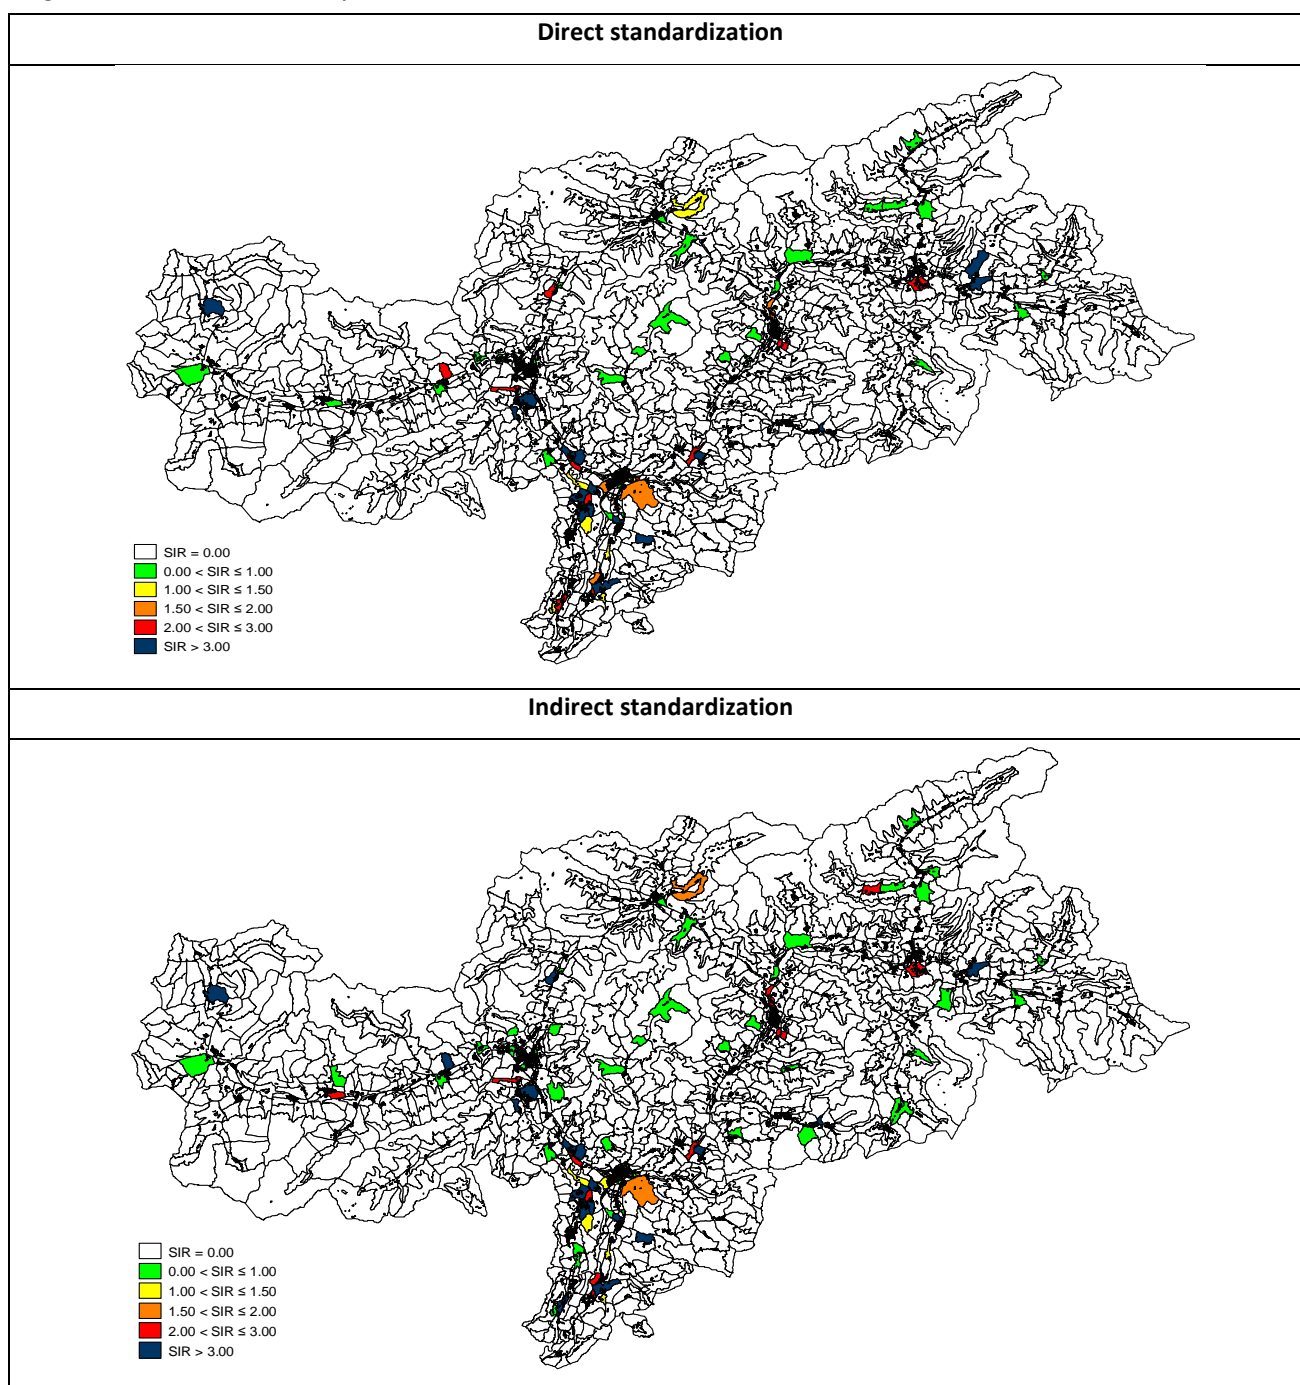 Direct standardization
SIR = 0.00
0.00 < SIR ≤ 1.00
1.00 < SIR ≤ 1.50
1.50 < SIR ≤ 2.00
2.00 < SIR ≤ 3.00
SIR > 3.00
Indirect standardization
SIR = 0.00
0.00 < SIR ≤ 1.00
1.00 < SIR ≤ 1.50
1.50 < SIR ≤ 2.00
2.00 < SIR ≤ 3.00
SIR > 3.00